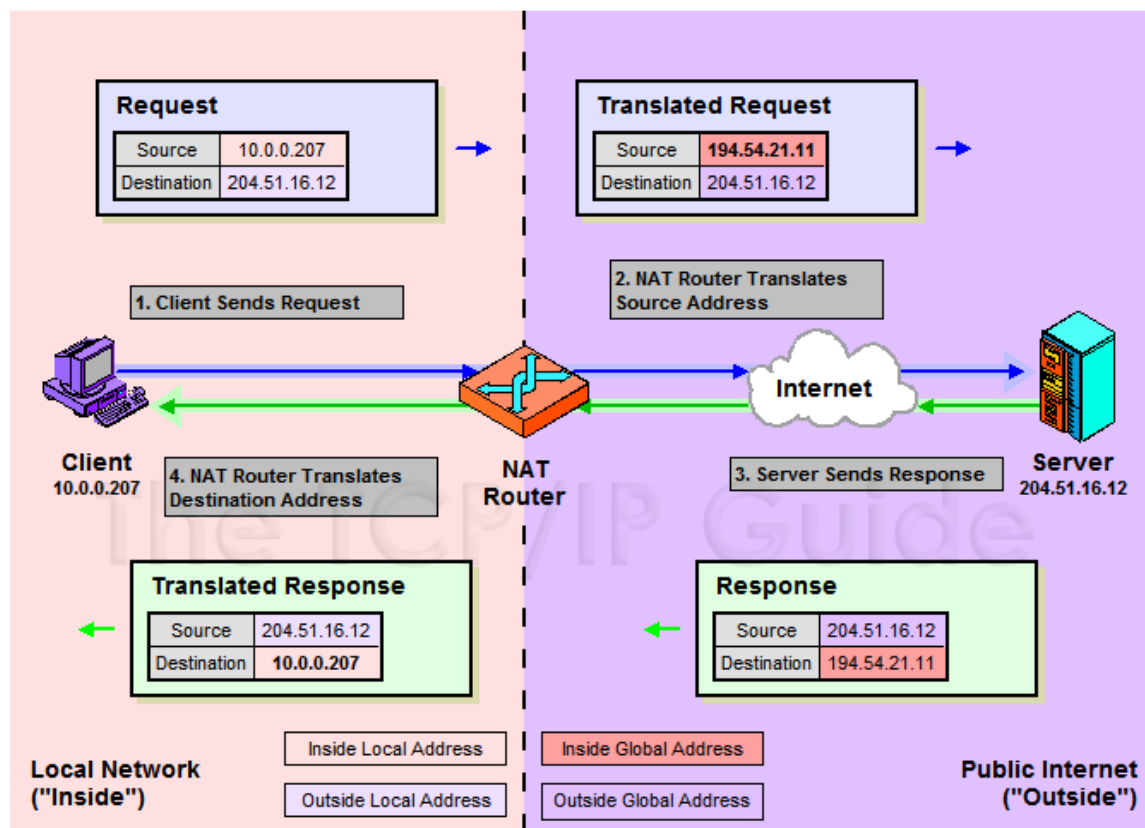 Request
Source 10.0.0.207
Destination 204.51.16.12
Translated Request
Source 194.54.21.11
Destination 204.51.16.12
1. Client Sends Request
2. NAT Router Translates
Source Address
Internet
Client
10.0.0.207
4. NAT Router Translates
Destination Address
NAT
Router
3. Server Sends Response
Server
204.51.16.12
The TCP/IP Guide
Translated Response
Source 204.51.16.12
Destination 10.0.0.207
Response
Source 204.51.16.12
Destination 194.54.21.11
Local Network
("Inside")
Inside Local Address
Outside Local Address
Inside Global Address
Outside Global Address
Public Internet
("Outside")